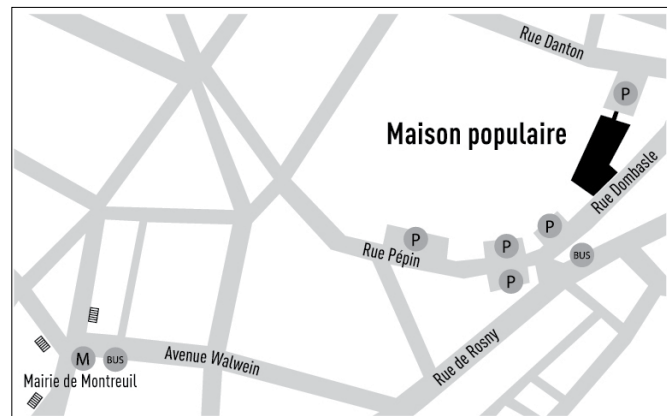 Rue Danton
P
Maison populaire
Rue Dombasle
P
P
P
Rue Pépin
P
BUS
Rue de Rosny
M
BUS
Avenue Walwein
Mairie de Montreuil